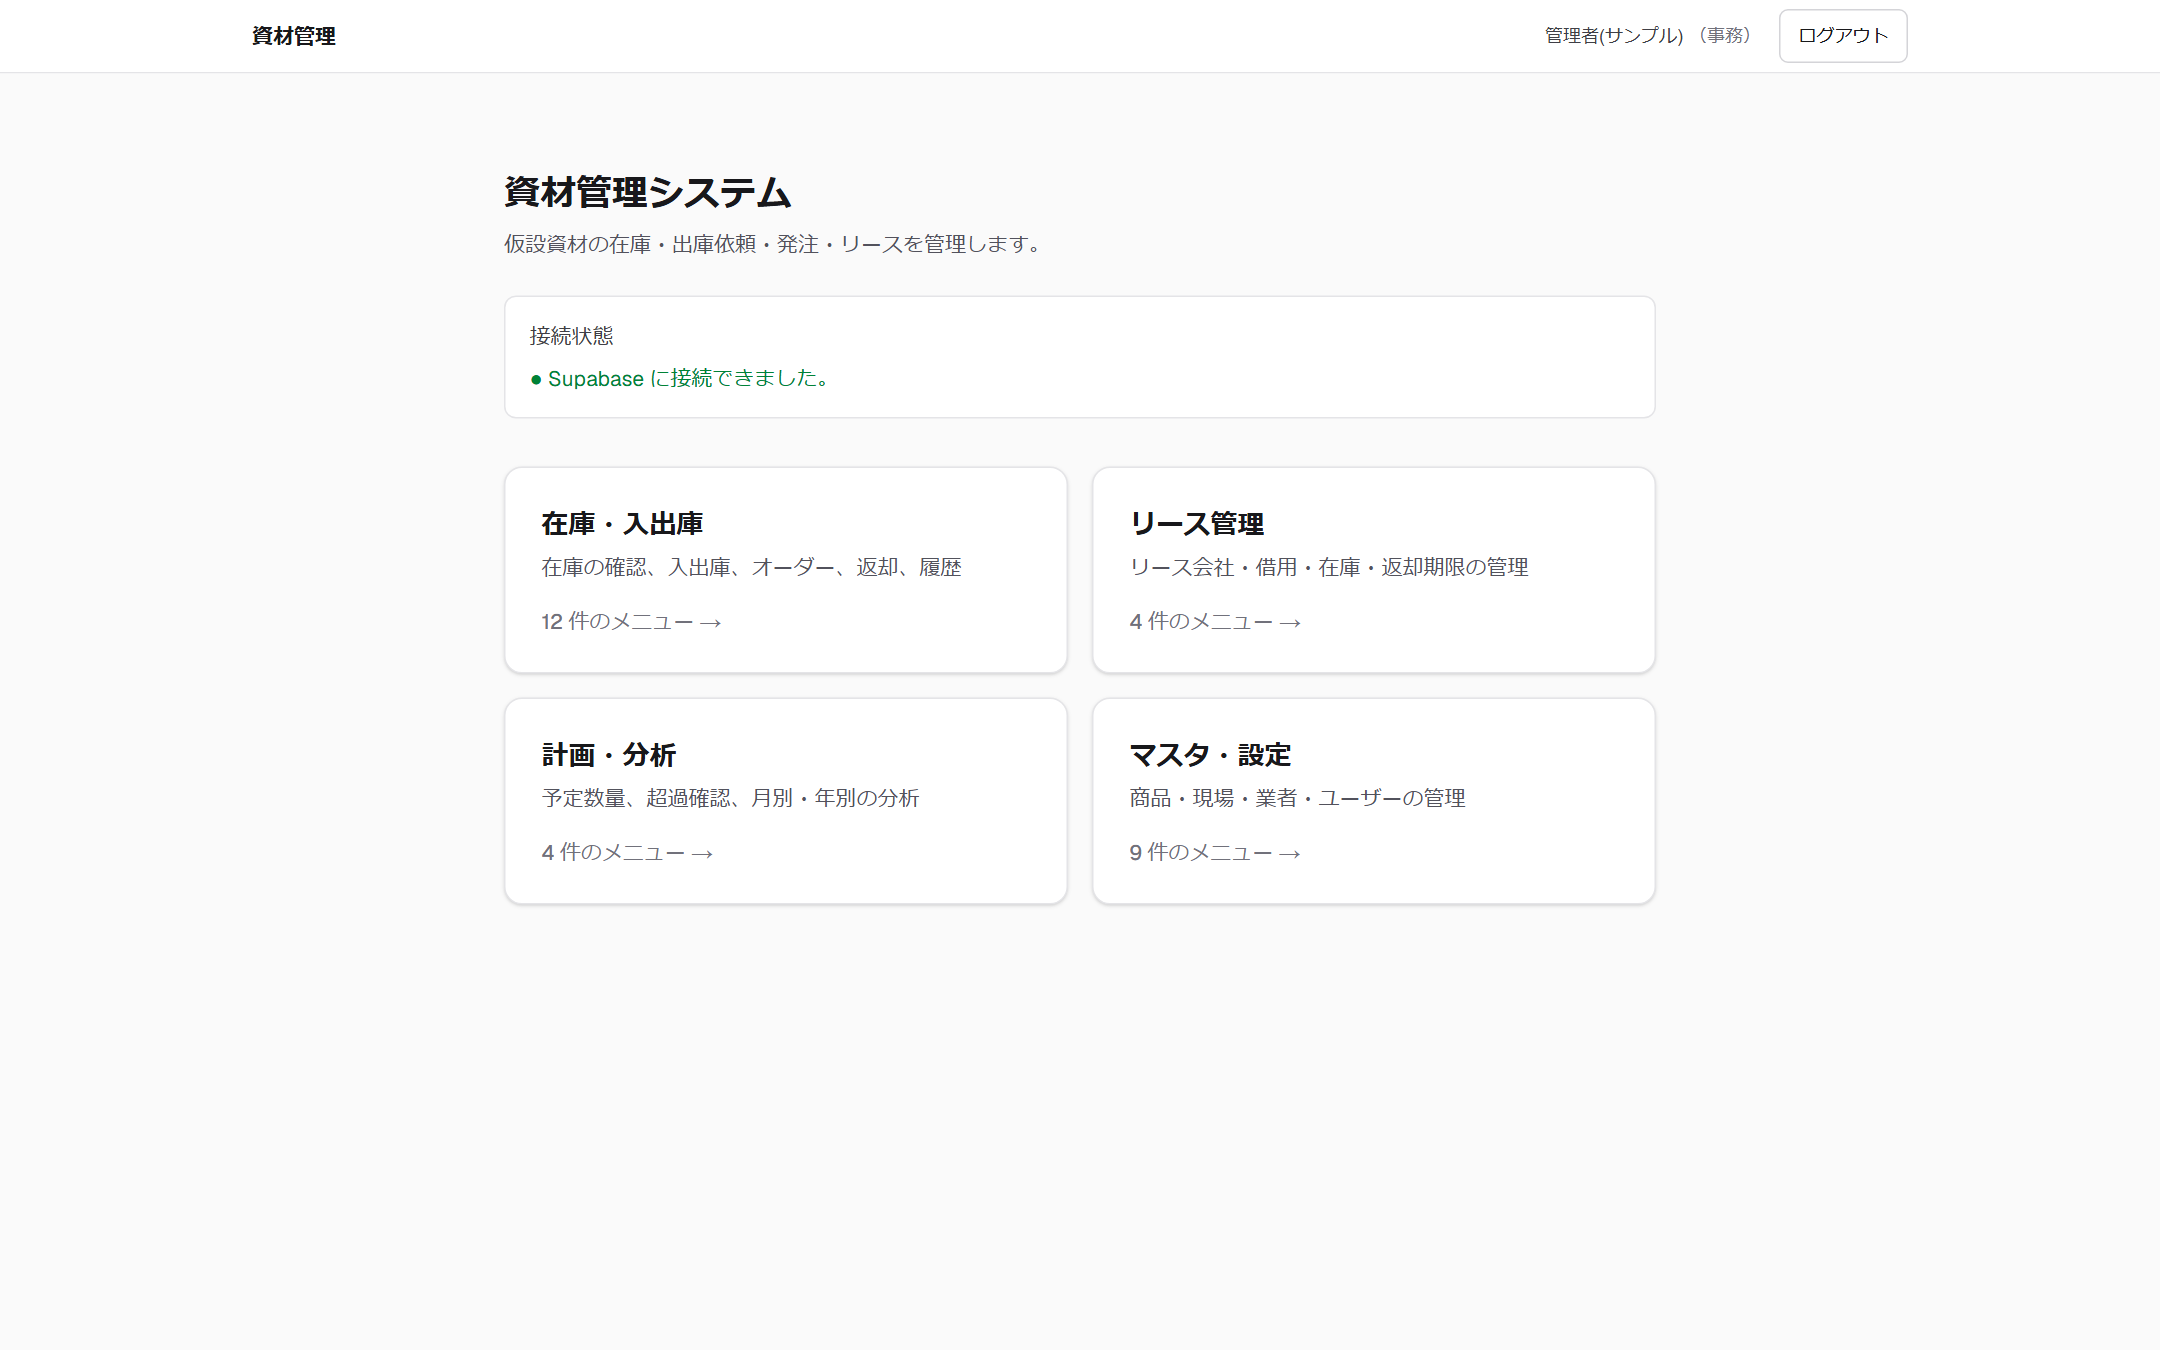 資材管理
管理者(サンプル) （事務）
ログアウト
資材管理システム
仮設資材の在庫・出庫依頼・発注・リースを管理します。
接続状態
● Supabase に接続できました。
在庫・入出庫
在庫の確認、入出庫、オーダー、返却、履歴
12 件のメニュー →
リース管理
リース会社・借用・在庫・返却期限の管理
4 件のメニュー →
計画・分析
予定数量、超過確認、月別・年別の分析
4 件のメニュー →
マスタ・設定
商品・現場・業者・ユーザーの管理
9 件のメニュー →